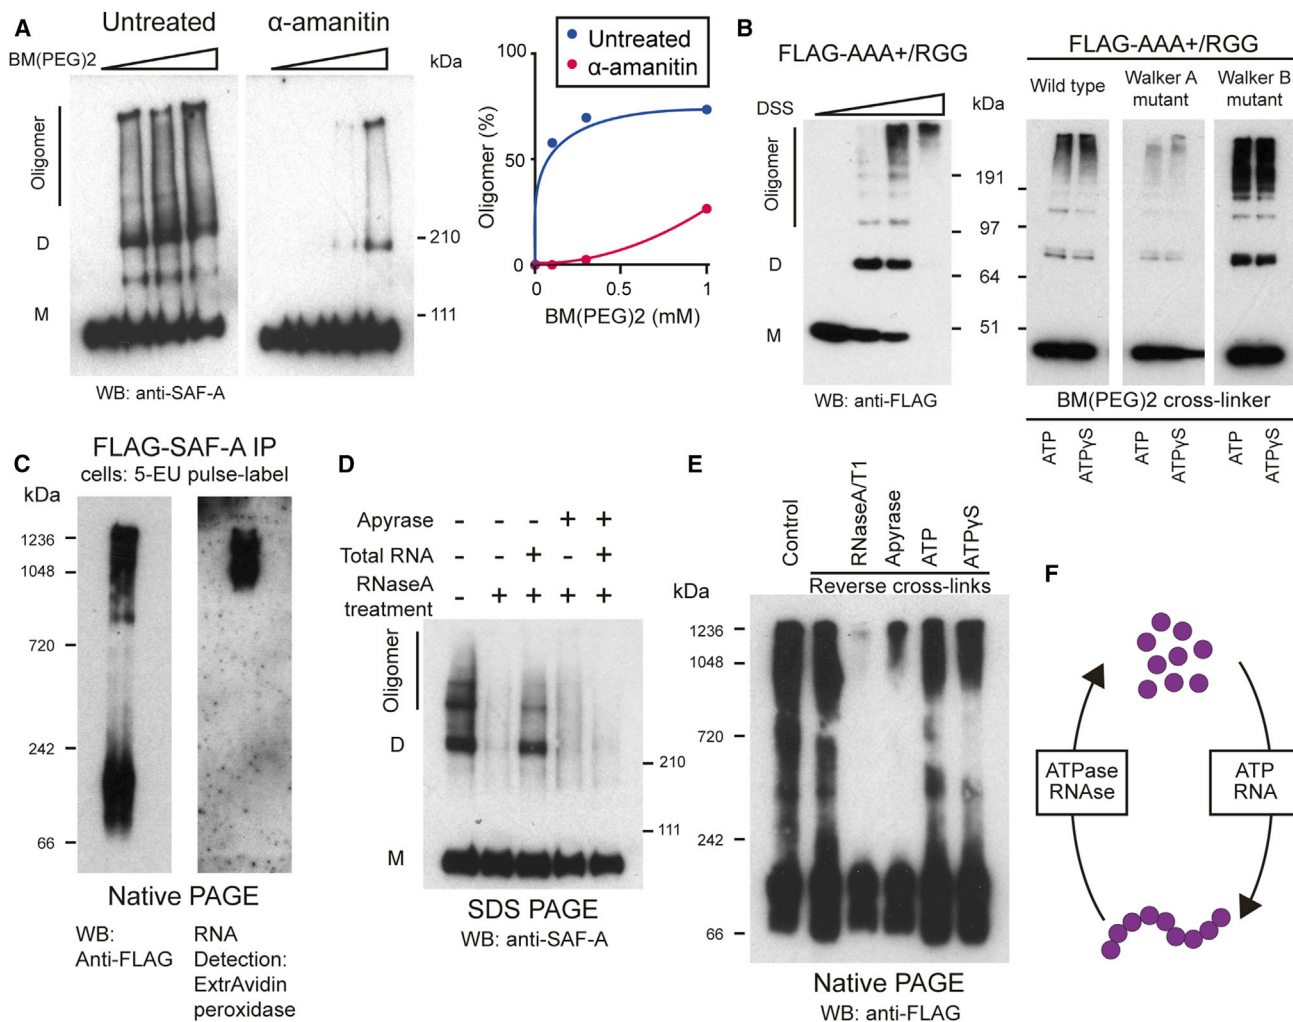 A
Untreated
α-amanitin
BM(PEG)2
kDa
Oligomer
D
M
210
111
WB: anti-SAF-A
100
50
0
Oligomer (%)
Untreated
α-amanitin
0
0.5
1
BM(PEG)2 (mM)
B
FLAG-AAA+/RGG
DSS
kDa
Oligomer
D
M
191
97
64
51
WB: anti-FLAG
FLAG-AAA+/RGG
Wild type
Walker A
mutant
Walker B
mutant
BM(PEG)2 cross-linker
ATP
ATPγS
ATP
ATPγS
ATP
ATPγS
C
FLAG-SAF-A IP
cells: 5-EU pulse-label
kDa
1236
1048
720
242
66
Native PAGE
WB:
Anti-FLAG
RNA
Detection:
ExtrAvidin
peroxidase
D
Apyrase - - - + +
Total RNA - - + - +
RNaseA
treatment - + + + +
Oligomer
D
M
210
111
SDS PAGE
WB: anti-SAF-A
E
Control
RNaseA/T1
Apyrase
ATP
ATPγS
Reverse cross-links
kDa
1236
1048
720
242
66
Native PAGE
WB: anti-FLAG
F
ATPase
RNAse
ATP
RNA